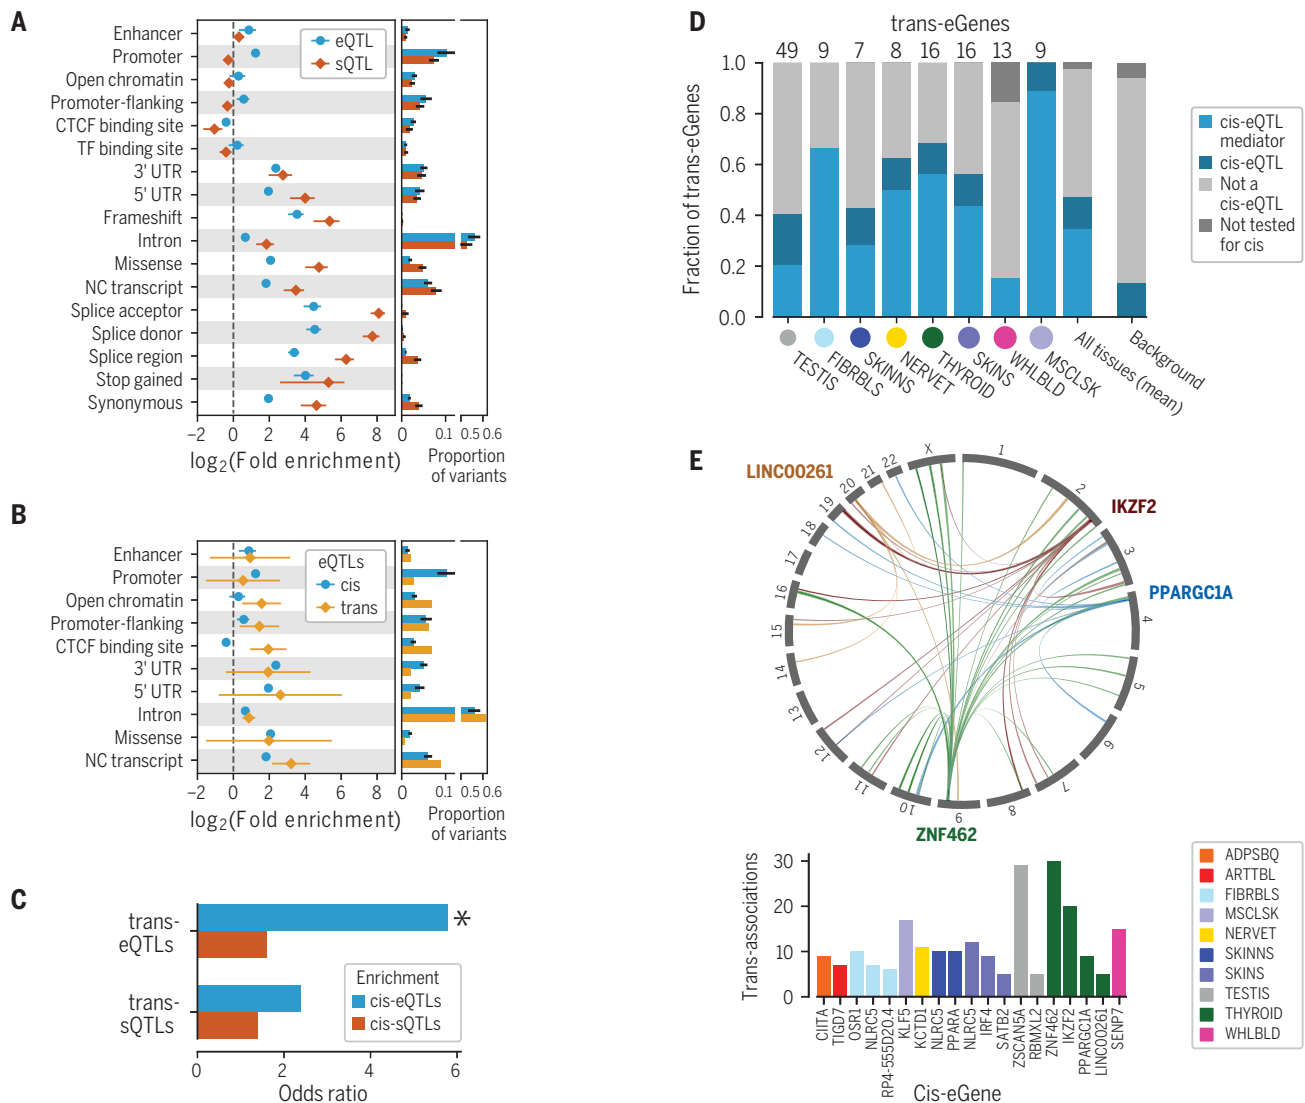 A
Enhancer
Promoter
Open chromatin
Promoter-flanking
CTCF binding site
TF binding site
3' UTR
5' UTR
Frameshift
Intron
Missense
NC transcript
Splice acceptor
Splice donor
Splice region
Stop gained
Synonymous
eQTL
sQTL
−2 0 2 4 6 8
0 0.1 0.5 0.6
log2(Fold enrichment)
Proportion
of variants
B
Enhancer
Promoter
Open chromatin
Promoter-flanking
CTCF binding site
3' UTR
5' UTR
Intron
Missense
NC transcript
eQTLs
cis
trans
−2 0 2 4 6 8
0 0.1 0.5 0.6
log2(Fold enrichment)
Proportion
of variants
C
trans-
eQTLs
trans-
sQTLs
*
Enrichment
cis-eQTLs
cis-sQTLs
0 2 4 6
Odds ratio
D
trans-eGenes
49 9 7 8 16 16 13 9
Fraction of trans-eGenes
1.0
0.8
0.6
0.4
0.2
0.0
TESTIS
FIBRBLS
SKINNS
NERVET
THYROID
SKINS
WHLBLD
MSCLSK
All tissues (mean)
Background
cis-eQTL
mediator
cis-eQTL
Not a
cis-eQTL
Not tested
for cis
E
LINC00261
IKZF2
PPARGC1A
ZNF462
1
2
3
4
5
6
7
8
9
10
11
12
13
14
15
16
17
18
19
20
21
22
X
Trans-associations
30
20
10
0
CIITA
TIGD7
OSR1
NLRC5
RP4-555D20.4
KLF5
KCTD1
NLRC5
PPARA
NLRC5
IRF4
SATB2
ZSCAN5A
RBMXL2
ZNF462
IKZF2
PPARGC1A
LINC00261
SENP7
Cis-eGene
ADPSBQ
ARTTBL
FIBRBLS
MSCLSK
NERVET
SKINNS
SKINS
TESTIS
THYROID
WHLBLD